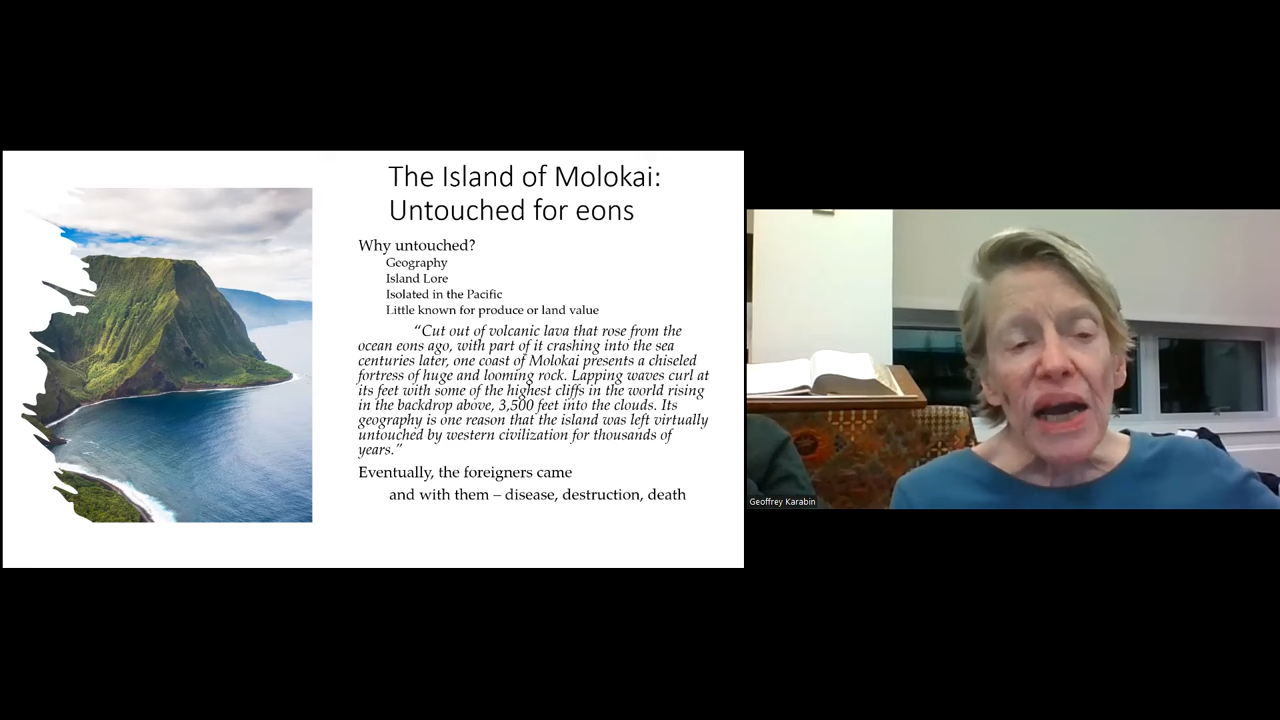 The Island of Molokai:
Untouched for eons
Why untouched?
Geography
Island Lore
Isolated in the Pacific
Little known for produce or land value
“Cut out of volcanic lava that rose from the
ocean eons ago, with part of it crashing into the sea
centuries later, one coast of Molokai presents a chiseled
fortress of huge and looming rock. Lapping waves curl at
its feet with some of the highest cliffs in the world rising
in the backdrop above, 3,500 feet into the clouds. Its
geography is one reason that the island was left virtually
untouched by western civilization for thousands of
years.”
Eventually, the foreigners came
and with them – disease, destruction, death
Geoffrey Karabin